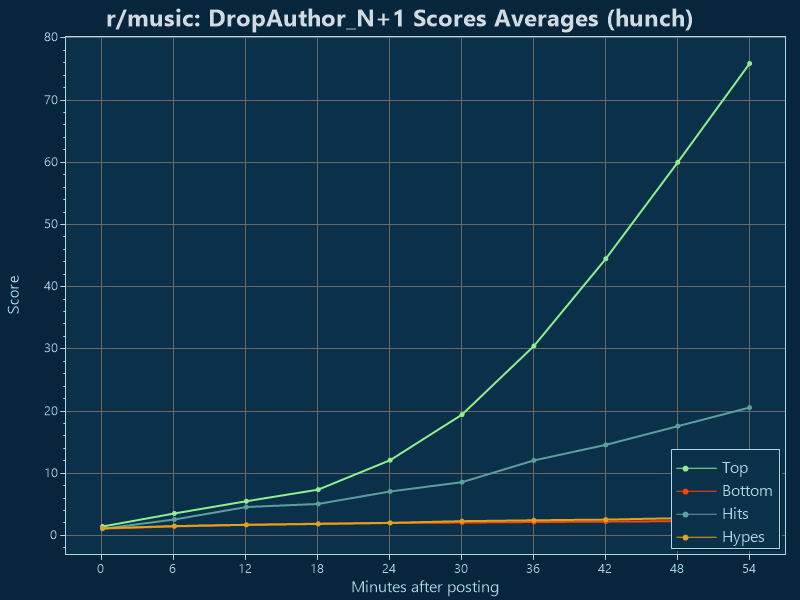 r/music: DropAuthor_N+1 Scores Averages (hunch)
80
70
60
50
40
30
20
10
0
Score
0 6 12 18 24 30 36 42 48 54
Minutes after posting
Top
Bottom
Hits
Hypes